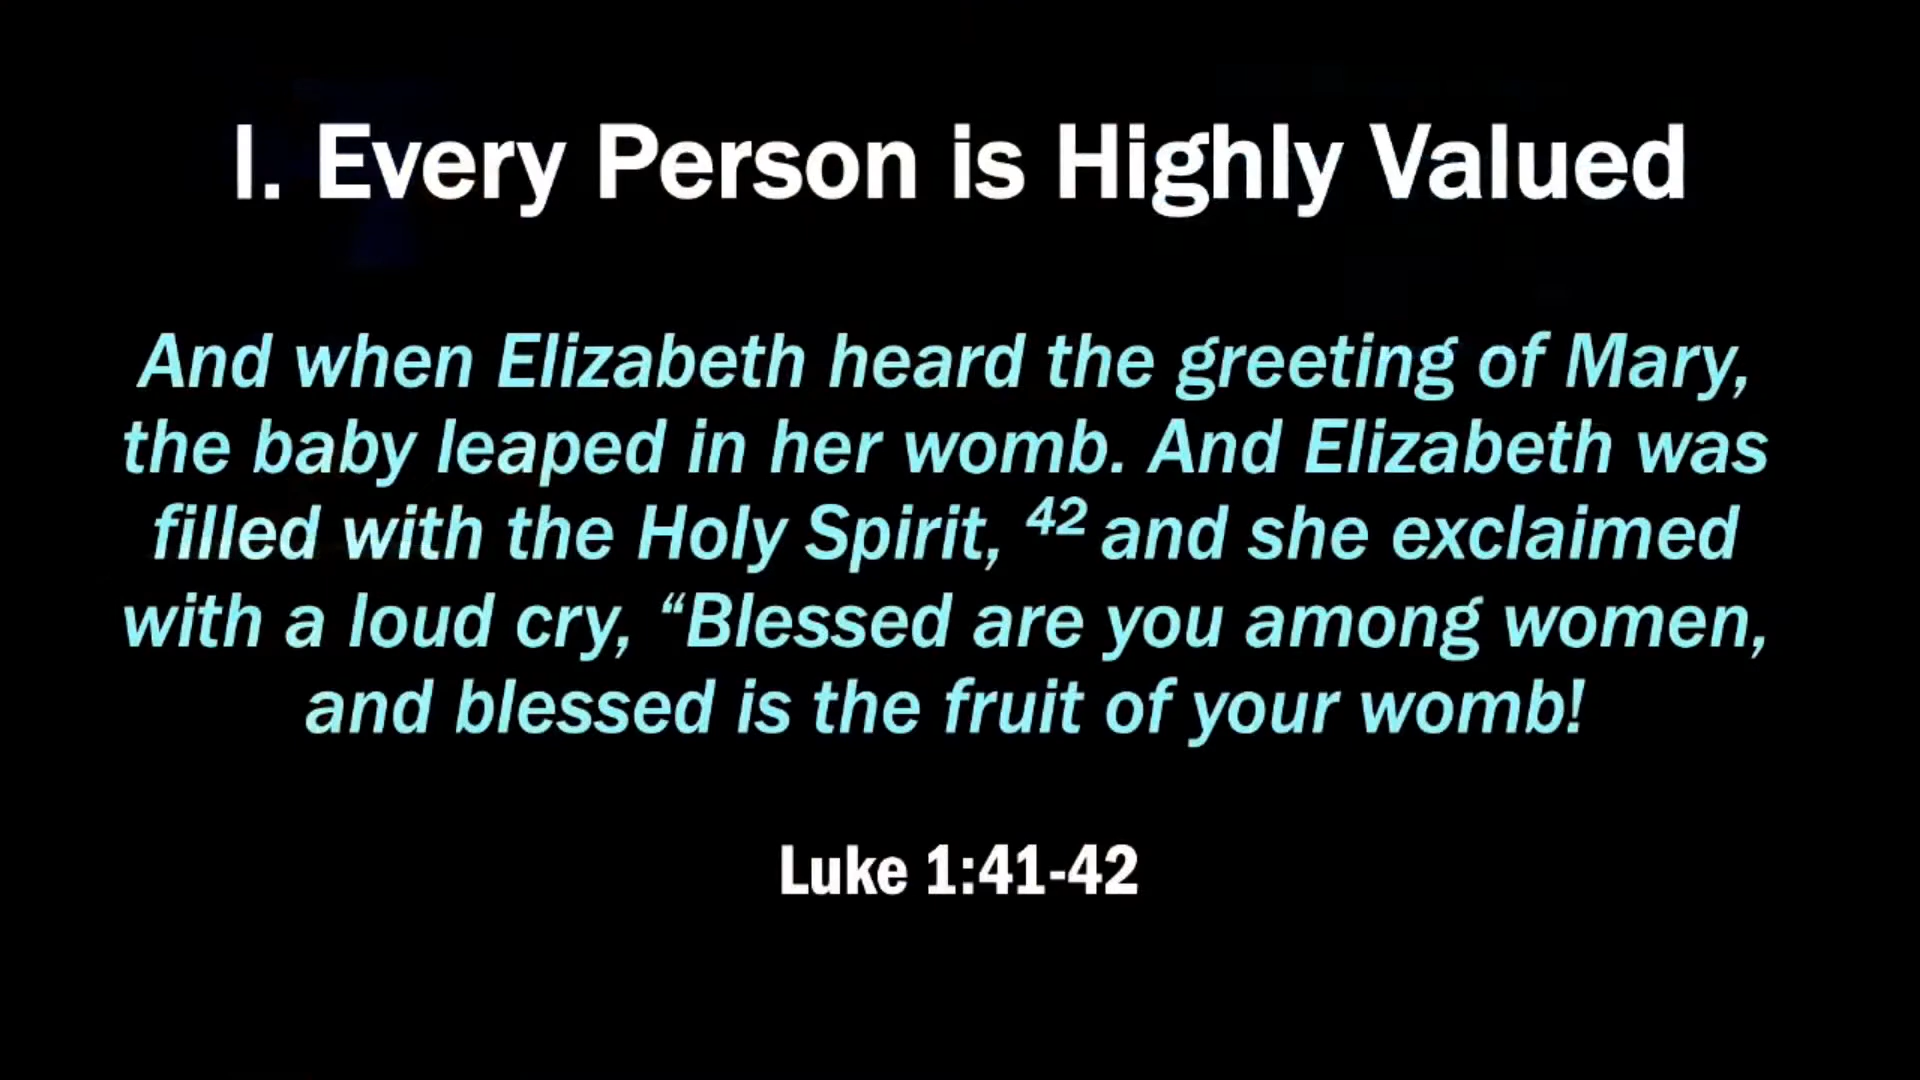 I. Every Person is Highly Valued
And when Elizabeth heard the greeting of Mary,
the baby leaped in her womb. And Elizabeth was
filled with the Holy Spirit, 42 and she exclaimed
with a loud cry, “Blessed are you among women,
and blessed is the fruit of your womb!
Luke 1:41-42